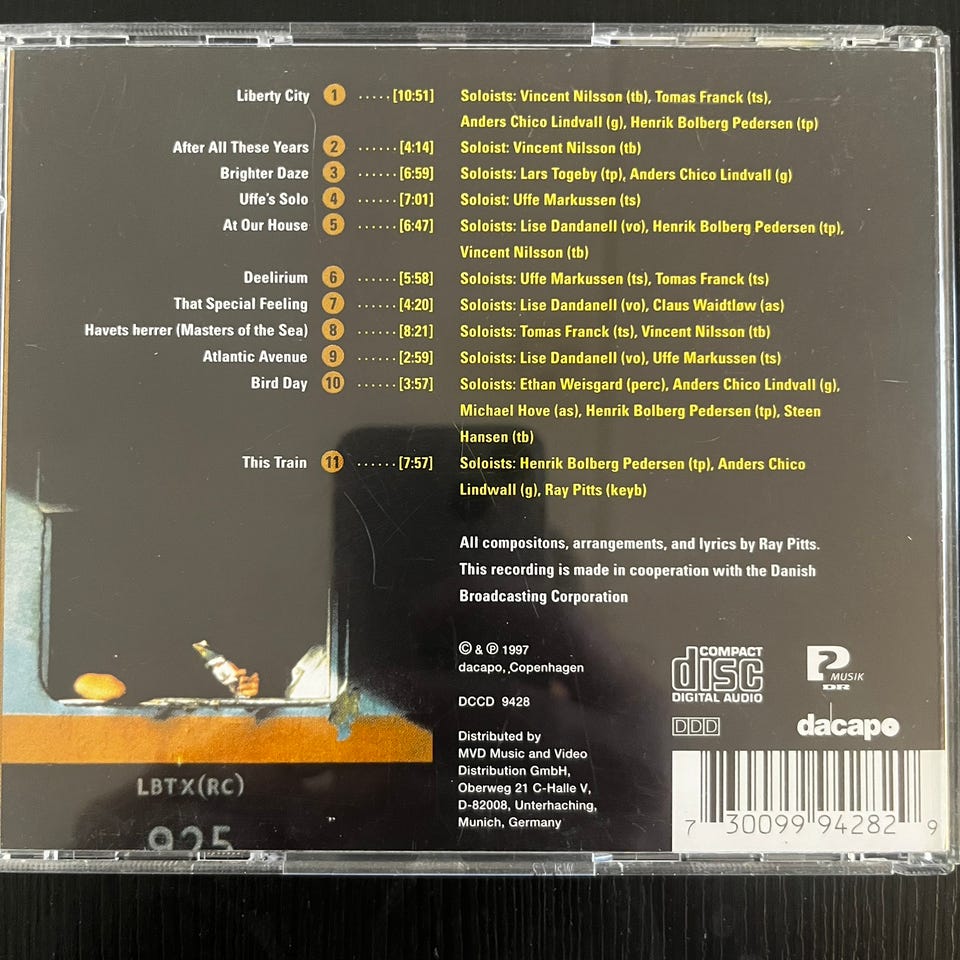 Liberty City 1 .....[10:51] Soloists: Vincent Nilsson (tb), Tomas Franck (ts),
Anders Chico Lindvall (g), Henrik Bolberg Pedersen (tp)
After All These Years 2 ......[4:14] Soloist: Vincent Nilsson (tb)
Brighter Daze 3 ......[6:59] Soloists: Lars Togeby (tp), Anders Chico Lindvall (g)
Uffe's Solo 4 ......[7:01] Soloist: Uffe Markussen (ts)
At Our House 5 ......[6:47] Soloists: Lise Dandanell (vo), Henrik Bolberg Pedersen (tp),
Vincent Nilsson (tb)
Deelirium 6 ......[5:58] Soloists: Uffe Markussen (ts), Tomas Franck (ts)
That Special Feeling 7 ......[4:20] Soloists: Lise Dandanell (vo), Claus Waidtløw (as)
Havets herrer (Masters of the Sea) 8 ......[8:21] Soloists: Tomas Franck (ts), Vincent Nilsson (tb)
Atlantic Avenue 9 ......[2:59] Soloists: Lise Dandanell (vo), Uffe Markussen (ts)
Bird Day 10 ......[3:57] Soloists: Ethan Weisgard (perc), Anders Chico Lindvall (g),
Michael Hove (as), Henrik Bolberg Pedersen (tp), Steen
Hansen (tb)
This Train 11 ......[7:57] Soloists: Henrik Bolberg Pedersen (tp), Anders Chico
Lindwall (g), Ray Pitts (keyb)
All compositons, arrangements, and lyrics by Ray Pitts.
This recording is made in cooperation with the Danish
Broadcasting Corporation
© & ℗ 1997
dacapo, Copenhagen
DCCD 9428
Distributed by
MVD Music and Video
Distribution GmbH,
Oberweg 21 C-Halle V,
D-82008, Unterhaching,
Munich, Germany
COMPACT
disc
DIGITAL AUDIO
DDD
P2
MUSIK
DR
dacapo
7 30099 94282 9
LBTX(RC)
925